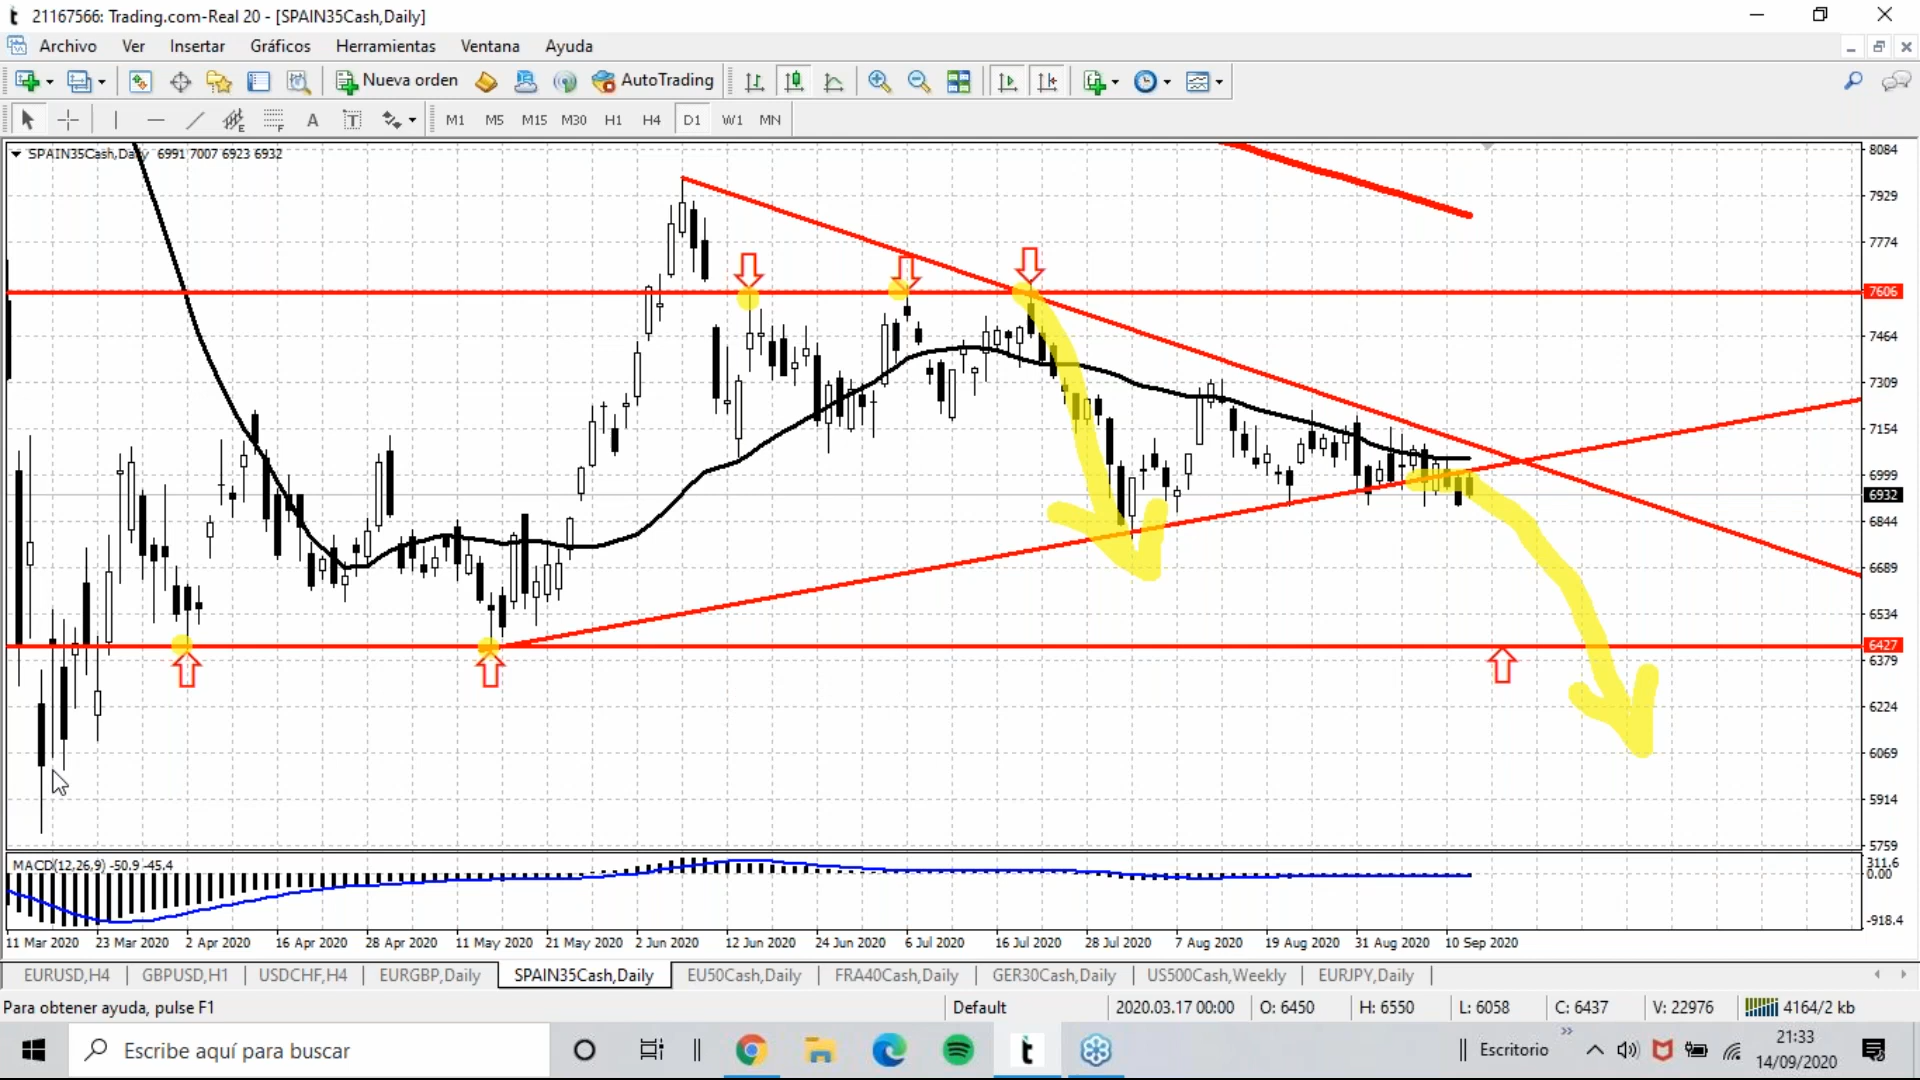 21167566: Trading.com-Real 20 - [SPAIN35Cash,Daily]
Archivo Ver Insertar Gráficos Herramientas Ventana Ayuda
Nueva orden AutoTrading
A T M1 M5 M15 M30 H1 H4 D1 W1 MN
SPAIN35Cash,Daily 6991 7007 6923 6932
8084
7929
7774
7606
7464
7309
7154
6999
6932
6844
6689
6534
6427
6379
6224
6069
5914
5759
MACD(12,26,9) -50.9 -45.4
311.6
0.00
-918.4
11 Mar 2020 23 Mar 2020 2 Apr 2020 16 Apr 2020 28 Apr 2020 11 May 2020 21 May 2020 2 Jun 2020 12 Jun 2020 24 Jun 2020 6 Jul 2020 16 Jul 2020 28 Jul 2020 7 Aug 2020 19 Aug 2020 31 Aug 2020 10 Sep 2020
EURUSD,H4 GBPUSD,H1 USDCHF,H4 EURGBP,Daily SPAIN35Cash,Daily EU50Cash,Daily FRA40Cash,Daily GER30Cash,Daily US500Cash,Weekly EURJPY,Daily
Para obtener ayuda, pulse F1 Default 2020.03.17 00:00 O: 6450 H: 6550 L: 6058 C: 6437 V: 22976 4164/2 kb
Escribe aquí para buscar t Escritorio 21:33
14/09/2020